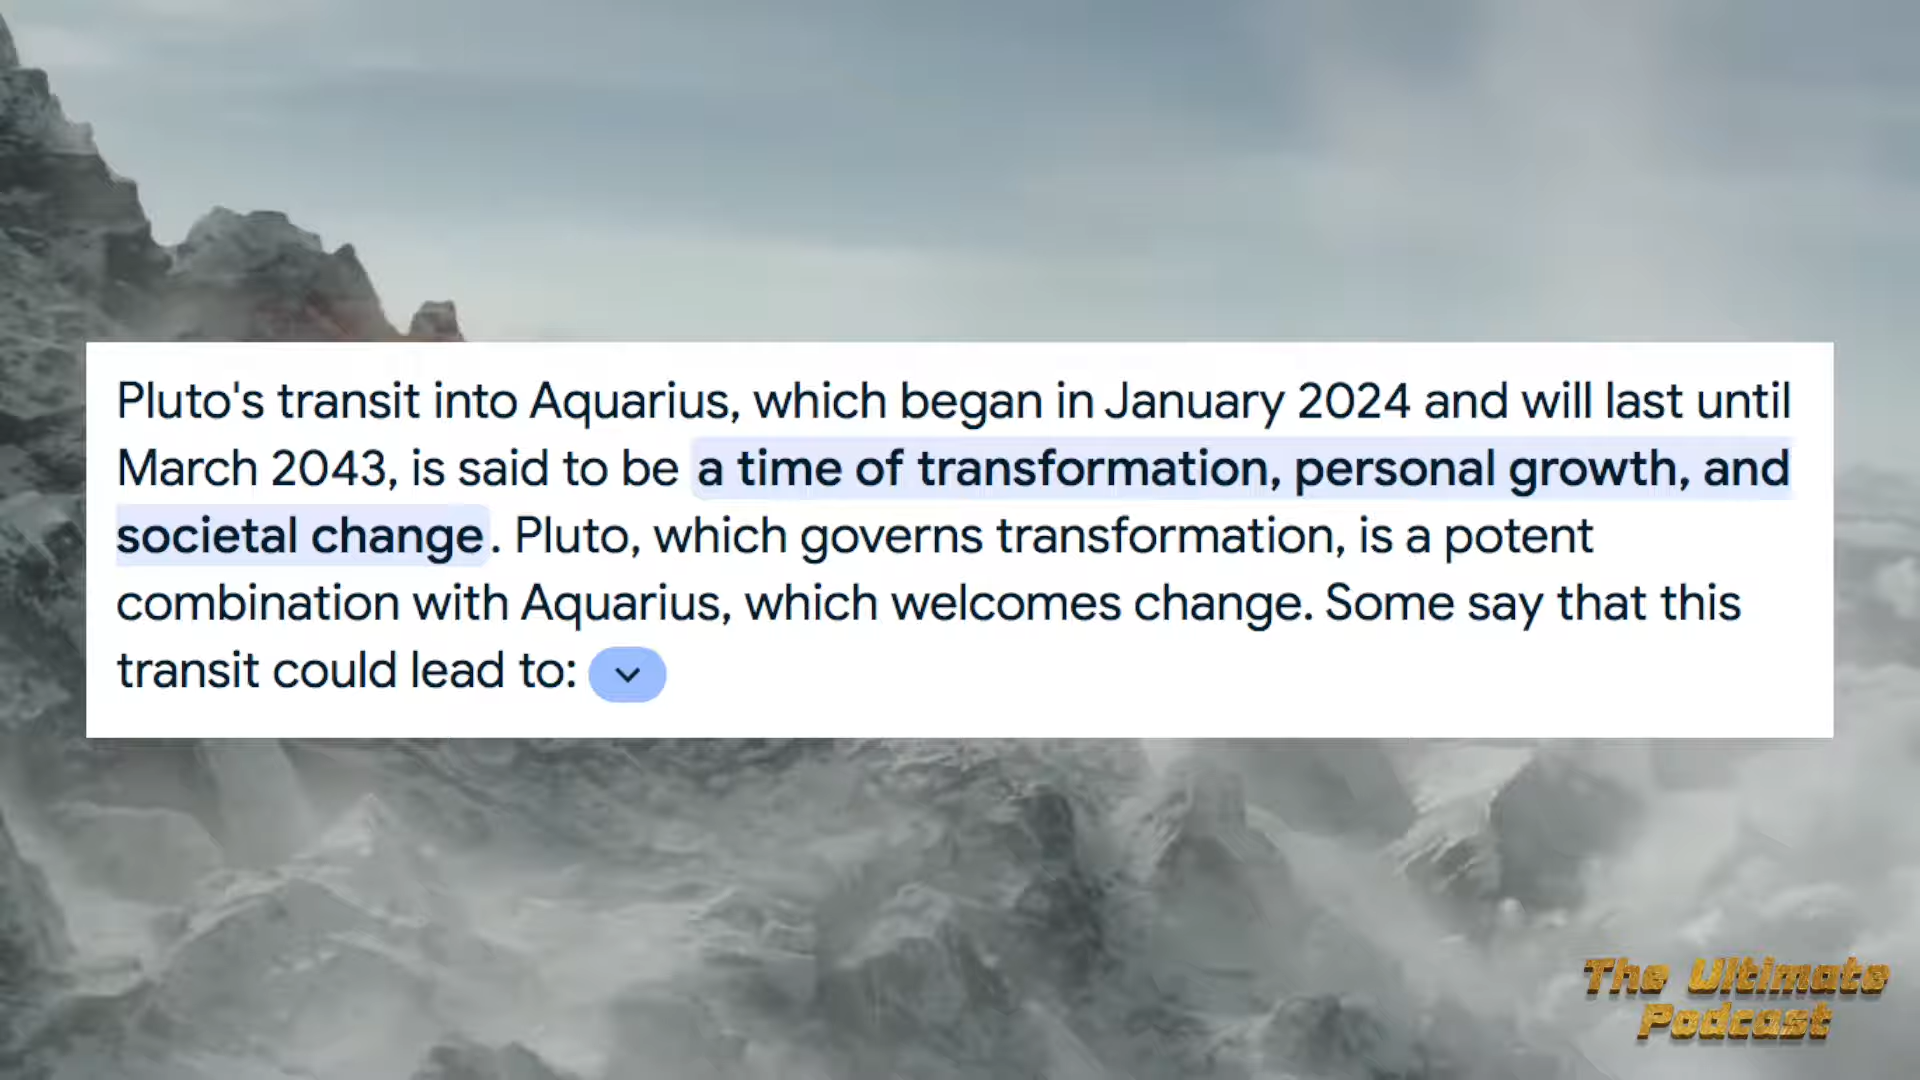 Pluto's transit into Aquarius, which began in January 2024 and will last until
March 2043, is said to be a time of transformation, personal growth, and
societal change. Pluto, which governs transformation, is a potent
combination with Aquarius, which welcomes change. Some say that this
transit could lead to:
The Ultimate
Podcast